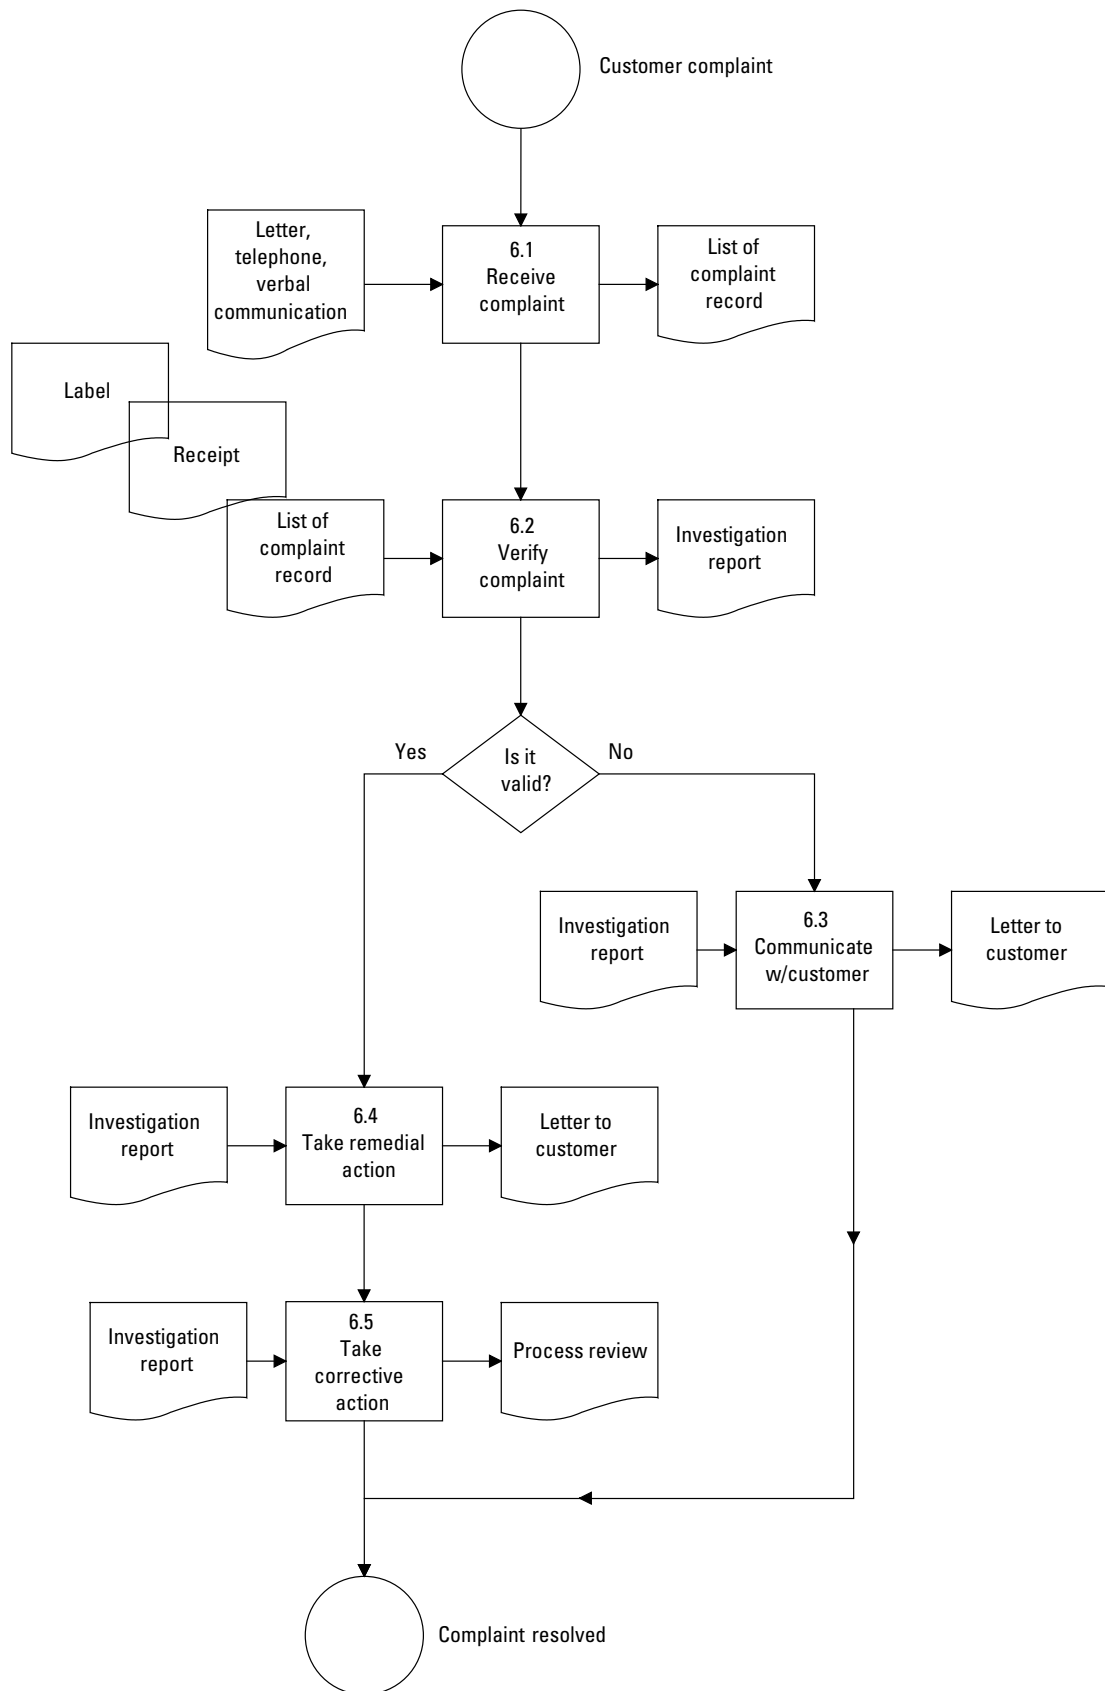 Customer complaint
Letter,
telephone,
verbal
communication
6.1
Receive
complaint
List of
complaint
record
Label
Receipt
List of
complaint
record
6.2
Verify
complaint
Investigation
report
Yes
Is it
valid?
No
Investigation
report
6.3
Communicate
w/customer
Letter to
customer
Investigation
report
6.4
Take remedial
action
Letter to
customer
Investigation
report
6.5
Take
corrective
action
Process review
Complaint resolved